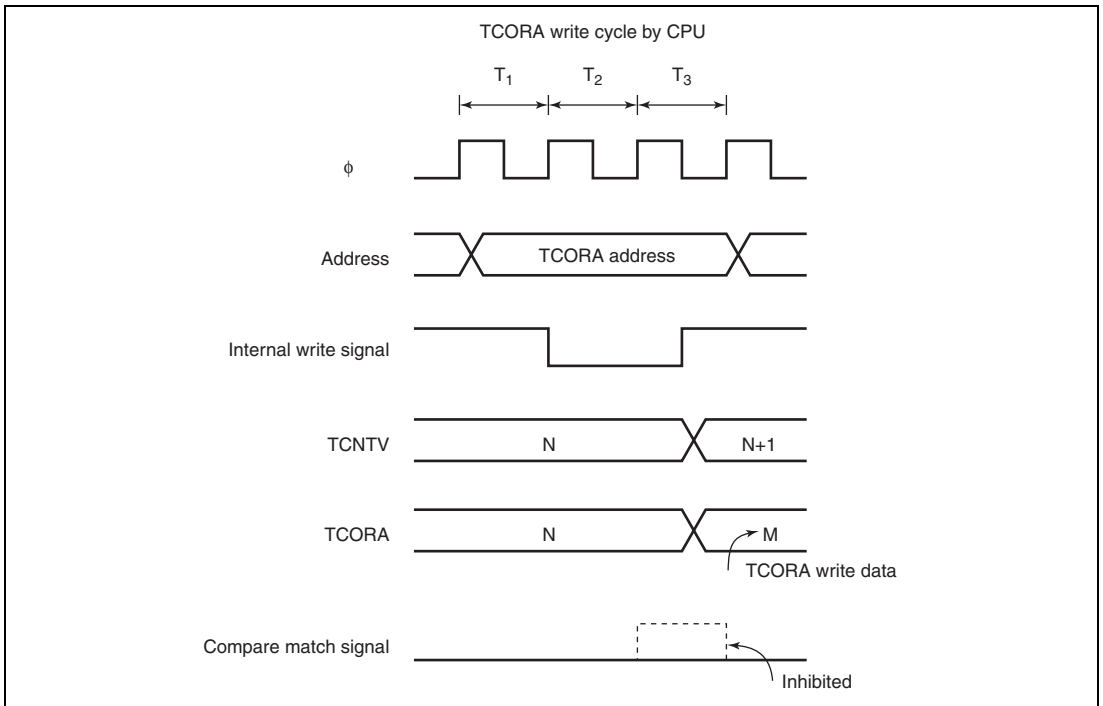 TCORA write cycle by CPU
T1 T2 T3
ϕ
Address TCORA address
Internal write signal
TCNTV N N+1
TCORA N M
TCORA write data
Compare match signal
Inhibited